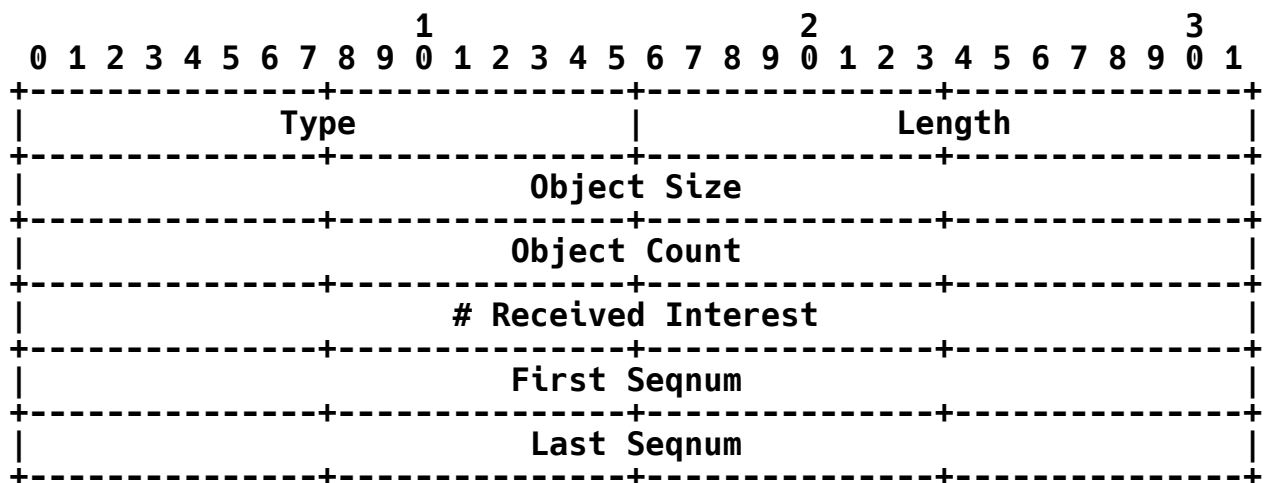 1                   2                   3
 0 1 2 3 4 5 6 7 8 9 0 1 2 3 4 5 6 7 8 9 0 1 2 3 4 5 6 7 8 9 0 1
+---------------+---------------+---------------+---------------+
|             Type              |             Length            |
+---------------+---------------+---------------+---------------+
|                          Object Size                          |
+---------------+---------------+---------------+---------------+
|                         Object Count                          |
+---------------+---------------+---------------+---------------+
|                      # Received Interest                      |
+---------------+---------------+---------------+---------------+
|                         First Seqnum                          |
+---------------+---------------+---------------+---------------+
|                          Last Seqnum                          |
+---------------+---------------+---------------+---------------+